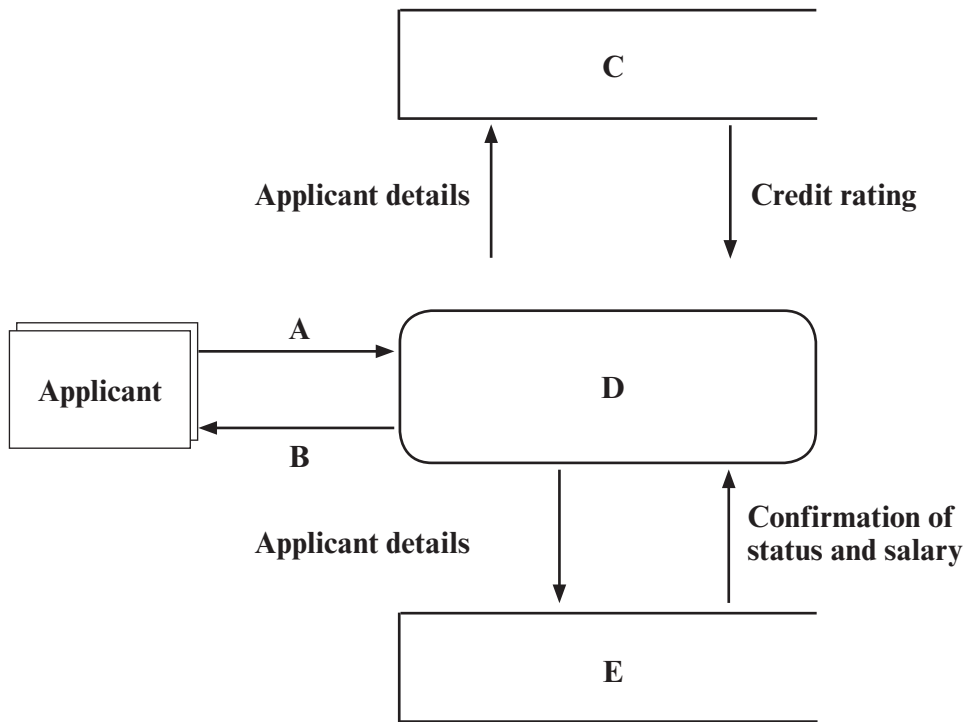 C
Applicant details
Credit rating
A
Applicant
D
B
Applicant details
Confirmation of
status and salary
E